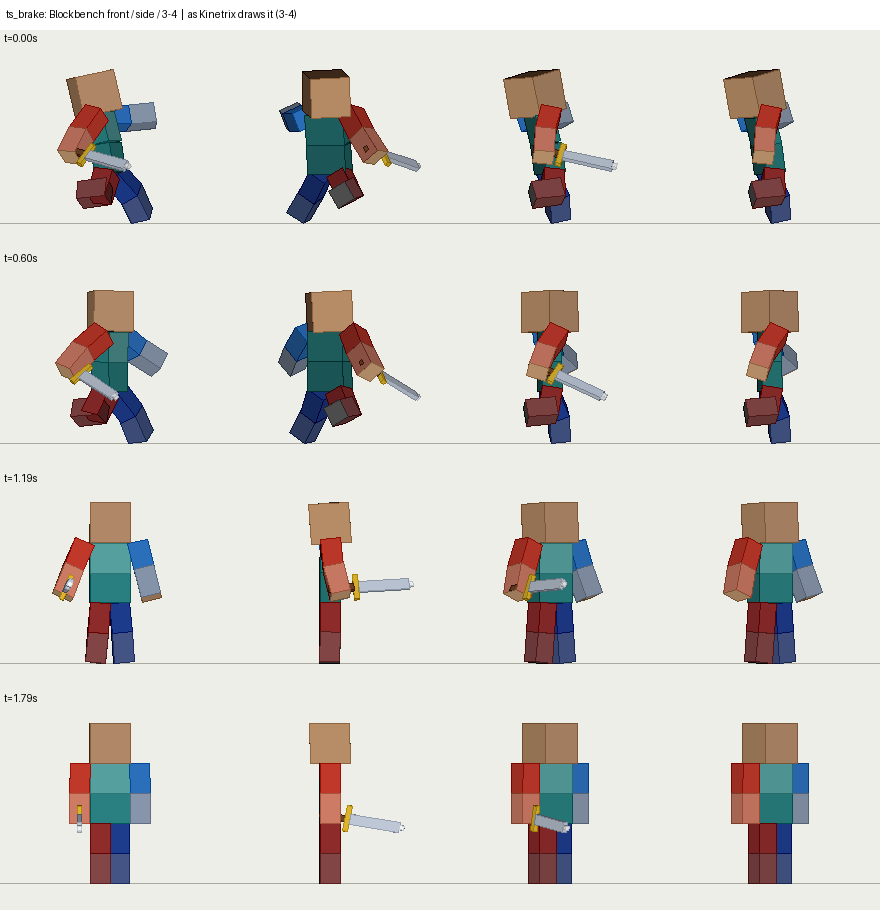 ts_brake: Blockbench front / side / 3-4 | as Kinetrix draws it (3-4)
t=0.00s
t=0.60s
t=1.19s
t=1.79s